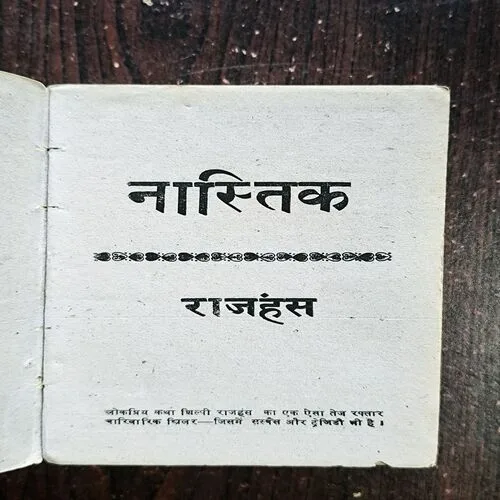 नास्तिक
राजहंस
लोकप्रिय कथा शिल्पी राजहंस का एक ऐसा तेज रफ्तार
पारिवारिक थ्रिलर—जिसमें सस्पेंस और ट्रेजिडी भी है।